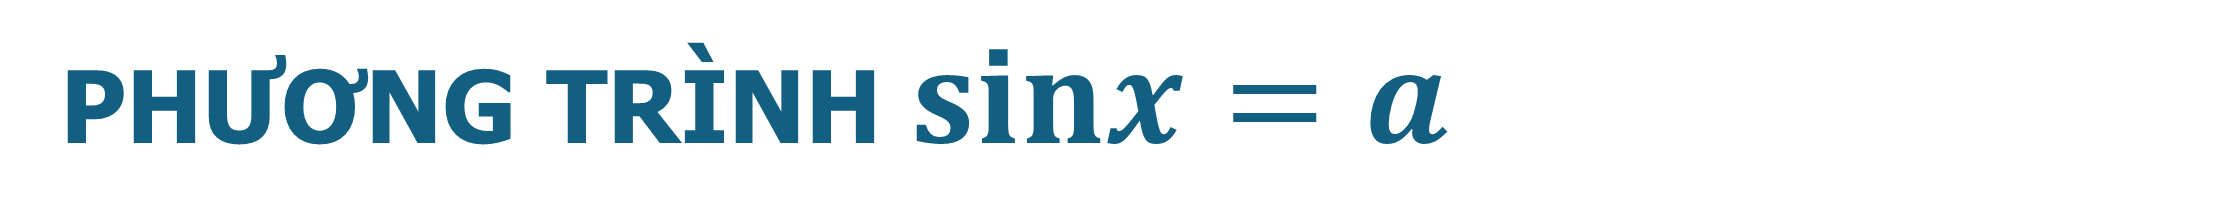 PHƯƠNG TRÌNH sinx = a